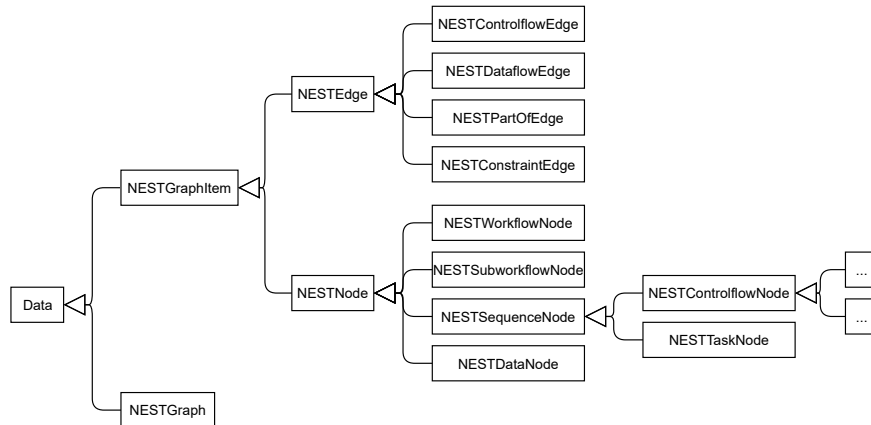 NESTControlflowEdge
NESTDataflowEdge
NESTEdge
NESTPartOfEdge
NESTConstraintEdge
NESTGraphItem
NESTWorkflowNode
NESTSubworkflowNode
NESTControlflowNode
...
NESTNode
Data
NESTSequenceNode
...
NESTTaskNode
NESTDataNode
NESTGraph